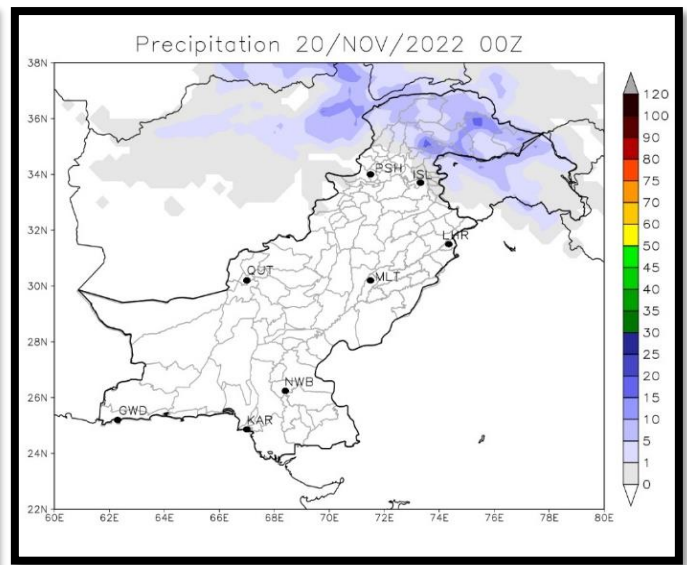 Precipitation 20/NOV/2022 00Z
38N
36N
34N
32N
30N
28N
26N
24N
22N
60E 62E 64E 66E 68E 70E 72E 74E 76E 78E 80E
PSH
ISL
LHR
QUT
MLT
NWB
GWD
KAR
120
100
90
80
75
70
60
50
45
40
35
30
25
20
15
10
5
1
0